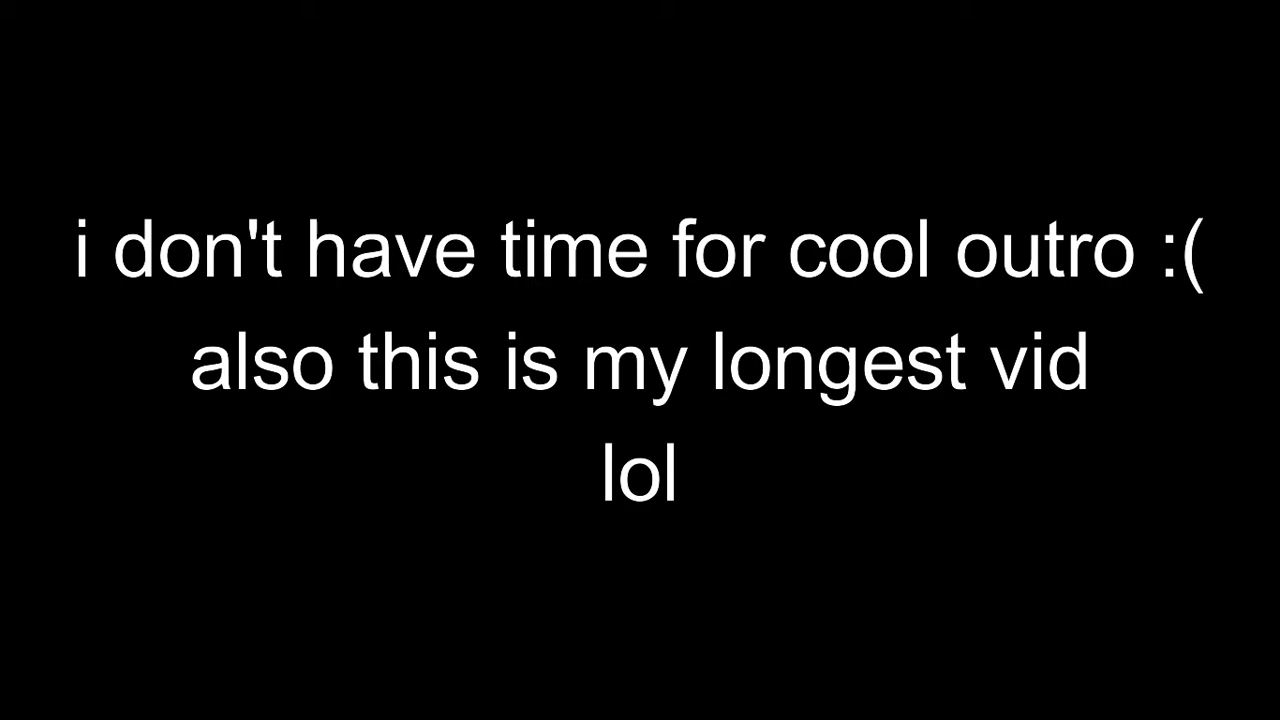 i don't have time for cool outro :(
also this is my longest vid
lol